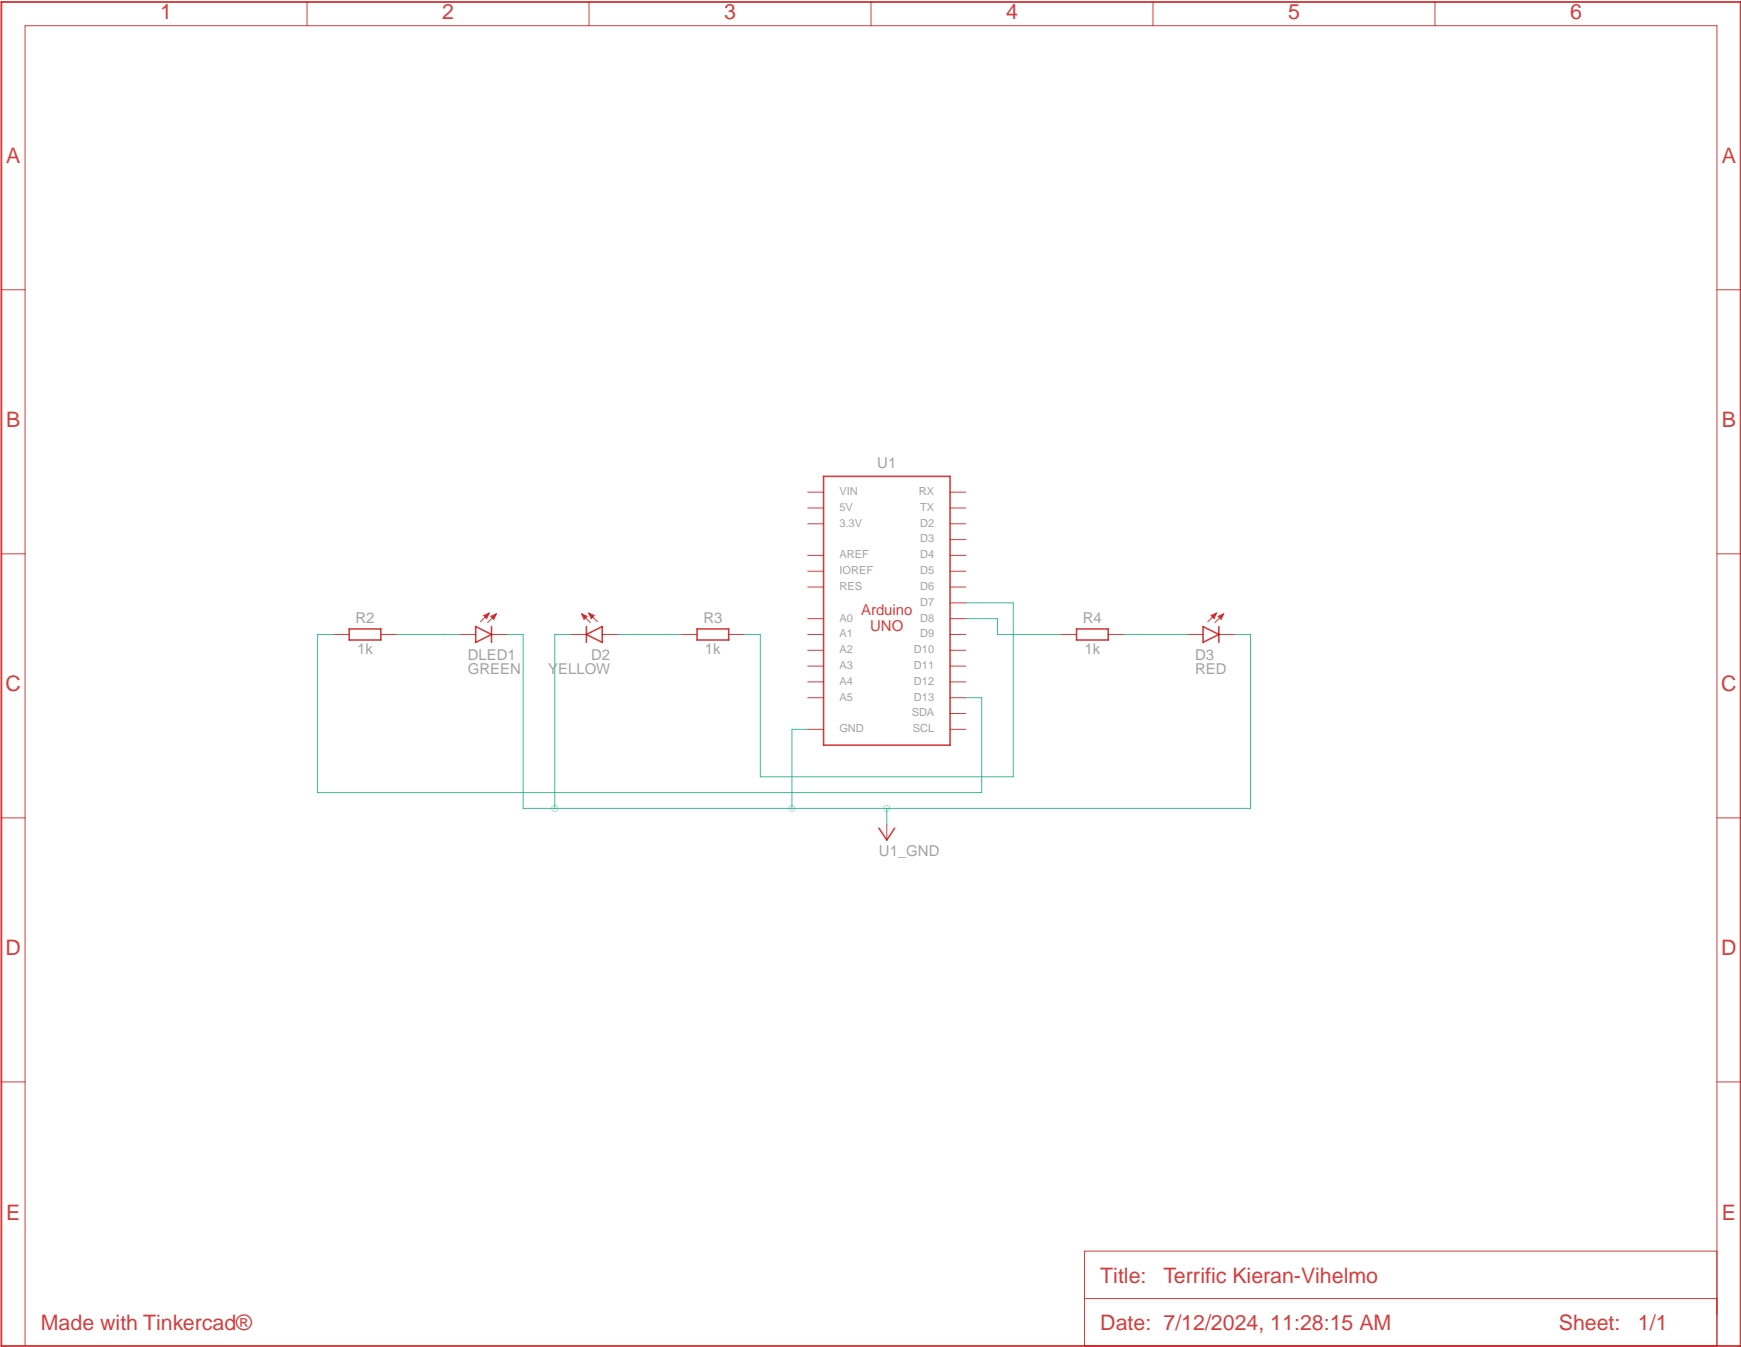 1 2 3 4 5 6
A A
B B
U1
VIN RX
5V TX
3.3V D2
D3
AREF D4
IOREF D5
RES D6
D7
Arduino
UNO
A0 D8
A1 D9
A2 D10
A3 D11
A4 D12
A5 D13
SDA
GND SCL
R2
1k
DLED1
GREEN
D2
YELLOW
R3
1k
R4
1k
D3
RED
C C
U1_GND
D D
E E
Title: Terrific Kieran-Vihelmo
Made with Tinkercad®
Date: 7/12/2024, 11:28:15 AM Sheet: 1/1